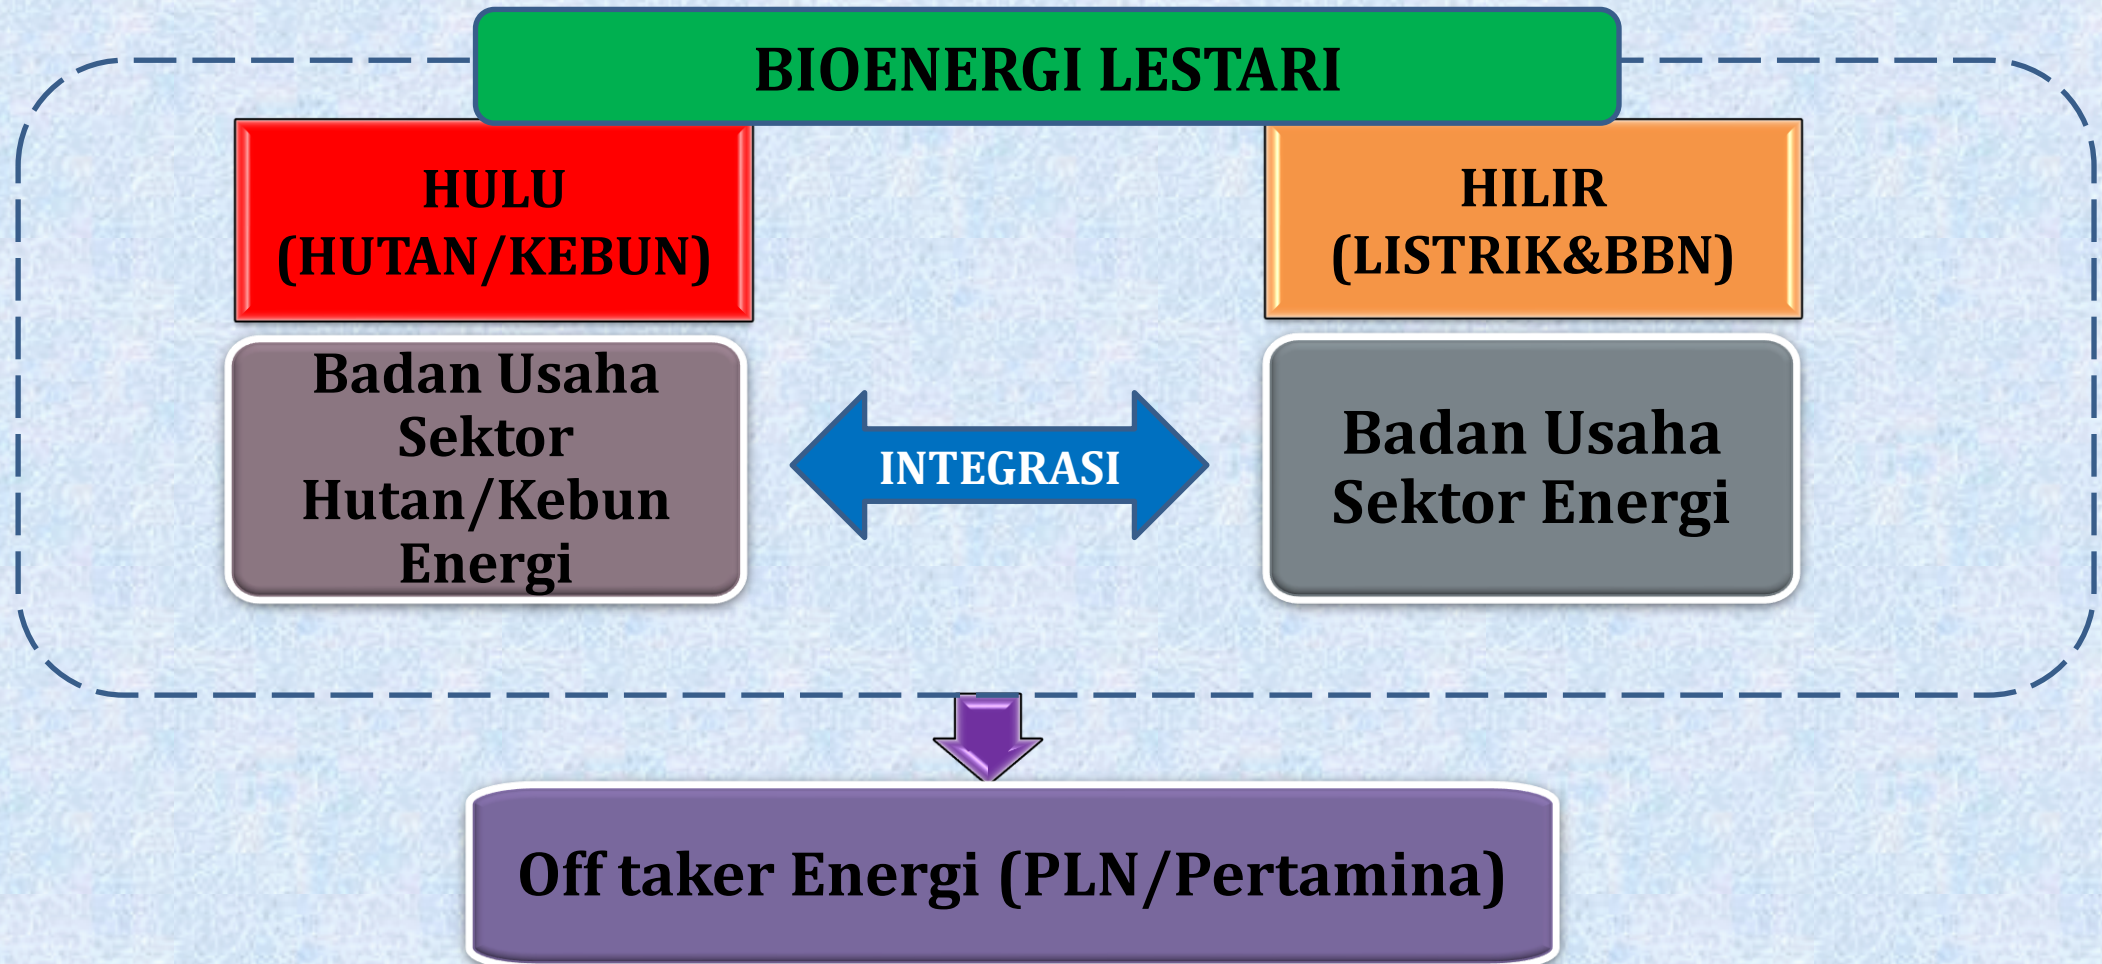 BIOENERGI LESTARI
HULU
(HUTAN/KEBUN)
HILIR
(LISTRIK&BBN)
Badan Usaha
Sektor
Hutan/Kebun
Energi
INTEGRASI
Badan Usaha
Sektor Energi
Off taker Energi (PLN/Pertamina)